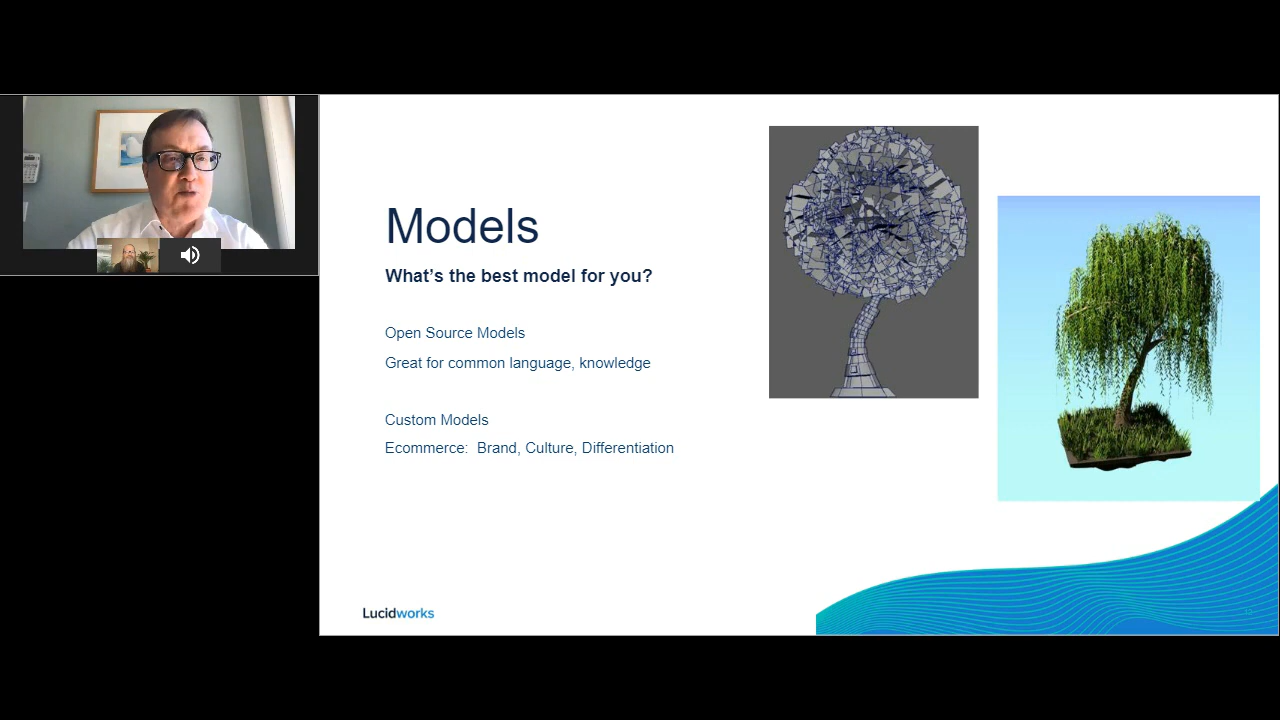 Models
What's the best model for you?
Open Source Models
Great for common language, knowledge
Custom Models
Ecommerce:  Brand, Culture, Differentiation
Lucidworks